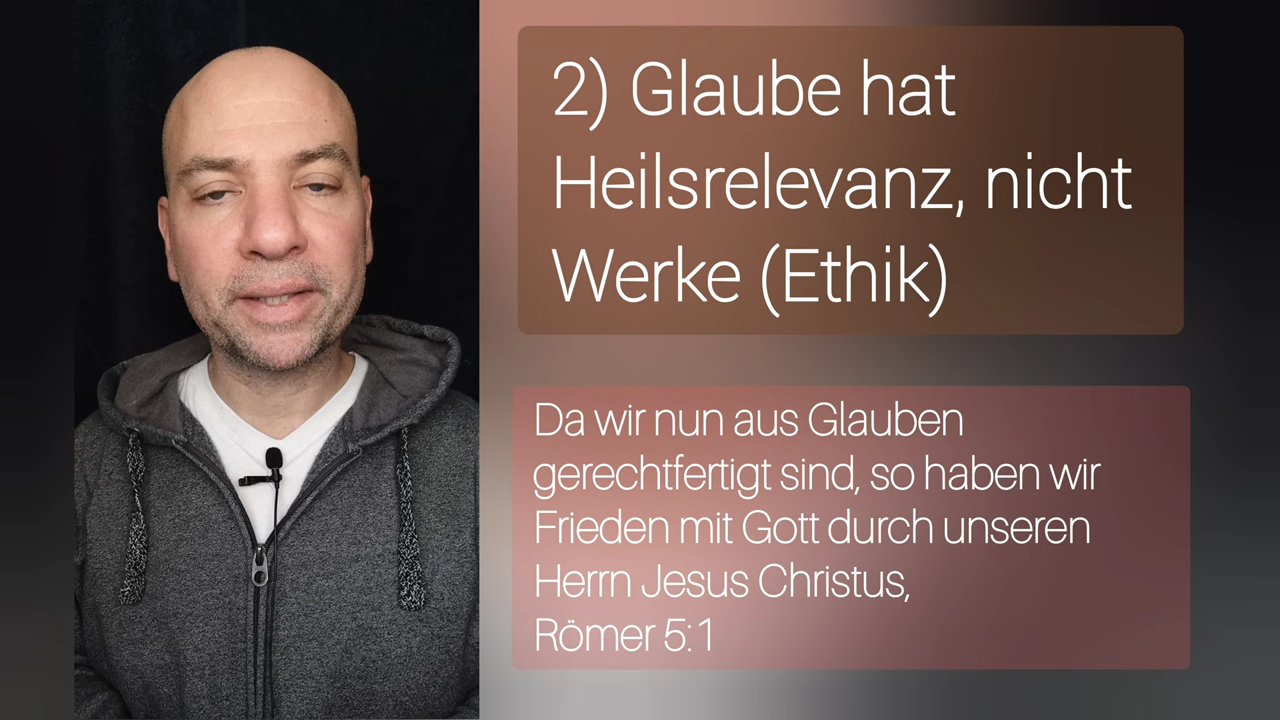 2) Glaube hat
Heilsrelevanz, nicht
Werke (Ethik)
Da wir nun aus Glauben
gerechtfertigt sind, so haben wir
Frieden mit Gott durch unseren
Herrn Jesus Christus,
Römer 5:1